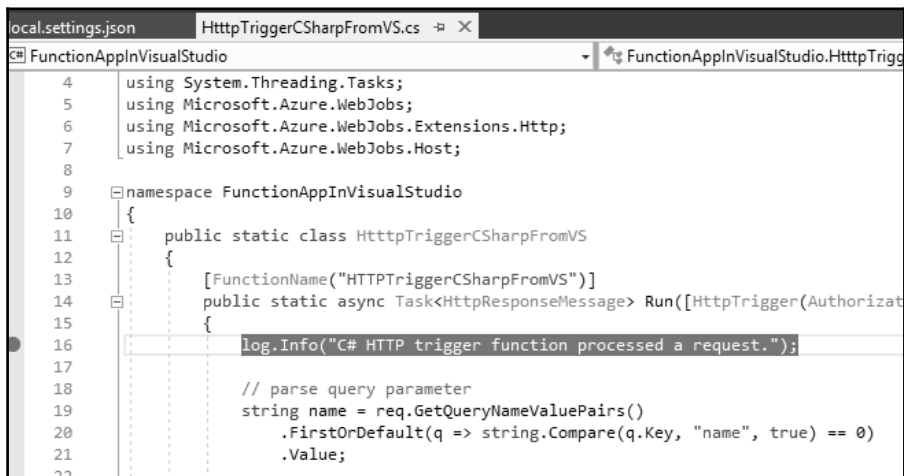 local.settings.json HtttpTriggerCSharpFromVS.cs
C# FunctionAppInVisualStudio FunctionAppInVisualStudio.HtttpTrigg
4 using System.Threading.Tasks;
5 using Microsoft.Azure.WebJobs;
6 using Microsoft.Azure.WebJobs.Extensions.Http;
7 using Microsoft.Azure.WebJobs.Host;
8
9 namespace FunctionAppInVisualStudio
10 {
11 public static class HtttpTriggerCSharpFromVS
12 {
13 [FunctionName("HTTPTriggerCSharpFromVS")]
14 public static async Task<HttpResponseMessage> Run([HttpTrigger(Authorizat
15 {
16 log.Info("C# HTTP trigger function processed a request.");
17
18 // parse query parameter
19 string name = req.GetQueryNameValuePairs()
20 .FirstOrDefault(q => string.Compare(q.Key, "name", true) == 0)
21 .Value;
22